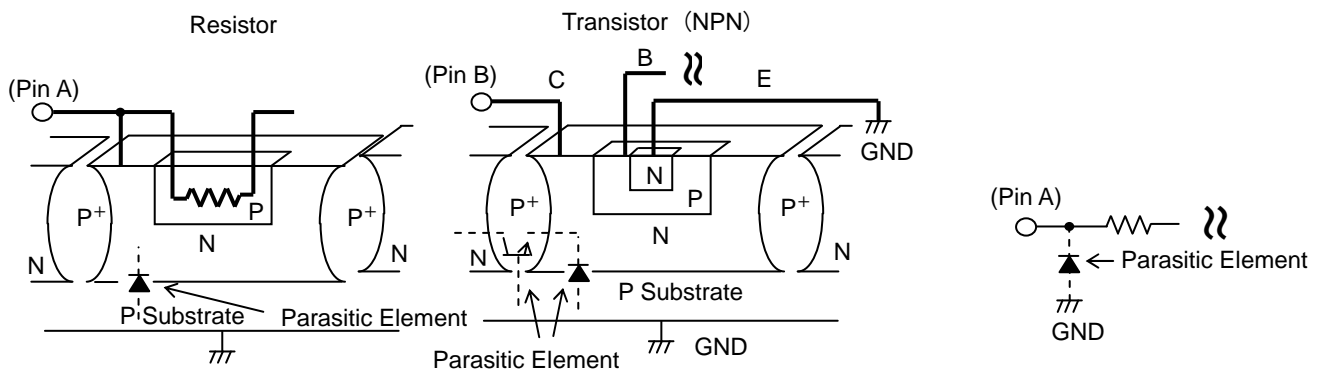 Resistor
Transistor（NPN）
(Pin A)
(Pin B)
C
B
E
GND
P+
P
P+
N
N
N
P Substrate
Parasitic Element
P+
N
P
P+
N
N
N
P Substrate
Parasitic Element
GND
(Pin A)
Parasitic Element
GND